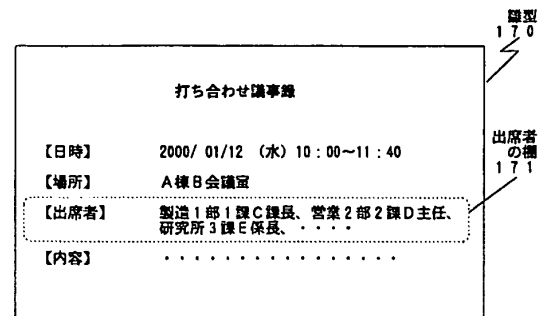 雛型
170
打ち合わせ議事録
出席者
の欄
171
【日時】 2000/ 01/12 (水) 10:00~11:40
【場所】 A棟B会議室
【出席者】 製造1部1課C課長、営業2部2課D主任、
研究所3課E係長、・・・・
【内容】 ・・・・・・・・・・・・・・・